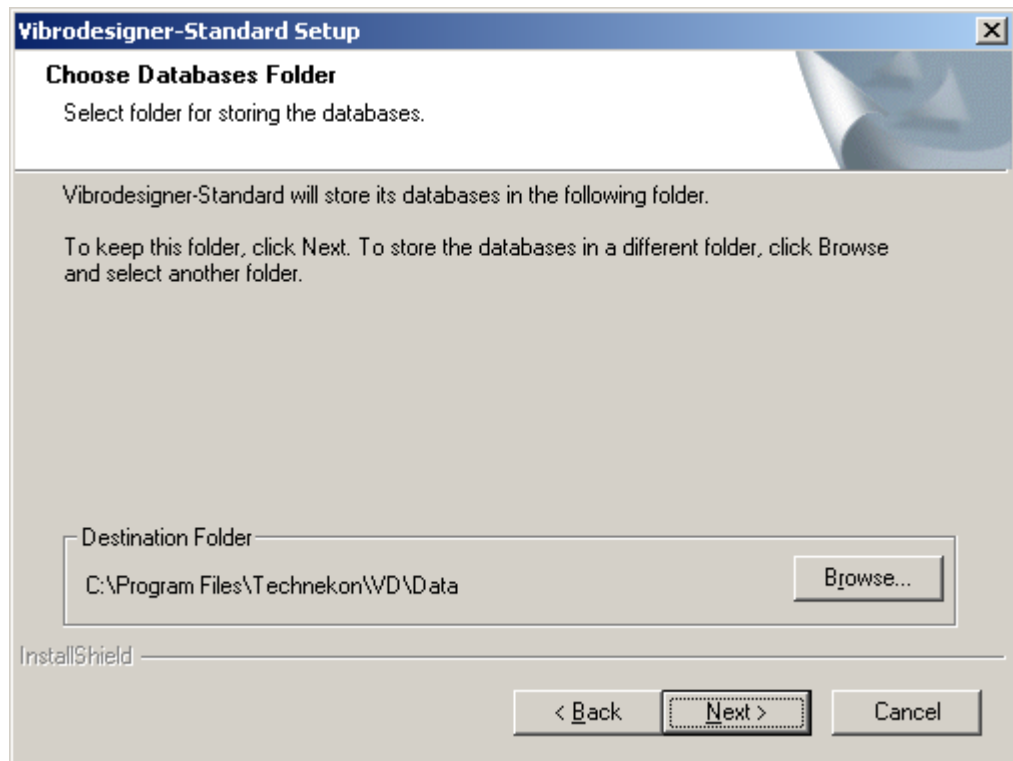 Vibrodesigner-Standard Setup
Choose Databases Folder
Select folder for storing the databases.
Vibrodesigner-Standard will store its databases in the following folder.
To keep this folder, click Next. To store the databases in a different folder, click Browse
and select another folder.
Destination Folder
C:\Program Files\Technekon\VD\Data
Browse...
InstallShield
< Back
Next >
Cancel